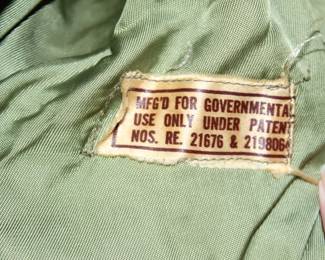 MFG'D FOR GOVERNMENTAL
USE ONLY UNDER PATENT
NOS. RE. 21676 & 2198064